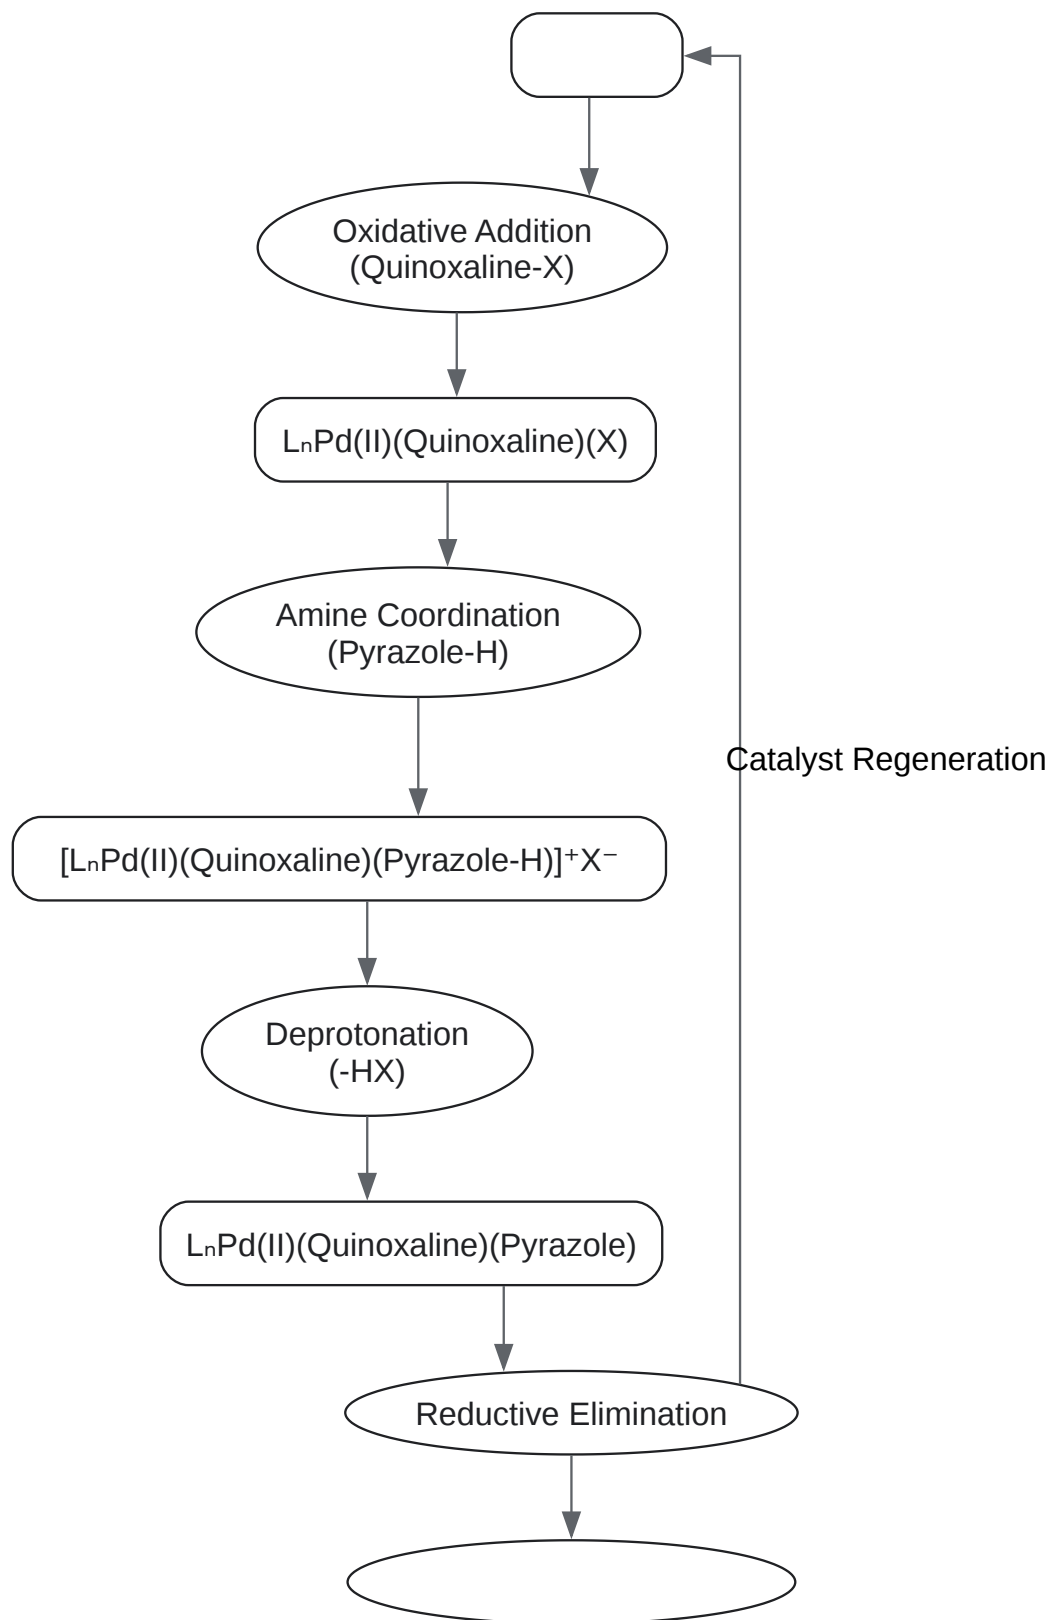 Oxidative Addition
(Quinoxaline-X)
LₙPd(II)(Quinoxaline)(X)
Amine Coordination
(Pyrazole-H)
Catalyst Regeneration
[LₙPd(II)(Quinoxaline)(Pyrazole-H)]⁺X⁻
Deprotonation
(-HX)
LₙPd(II)(Quinoxaline)(Pyrazole)
Reductive Elimination